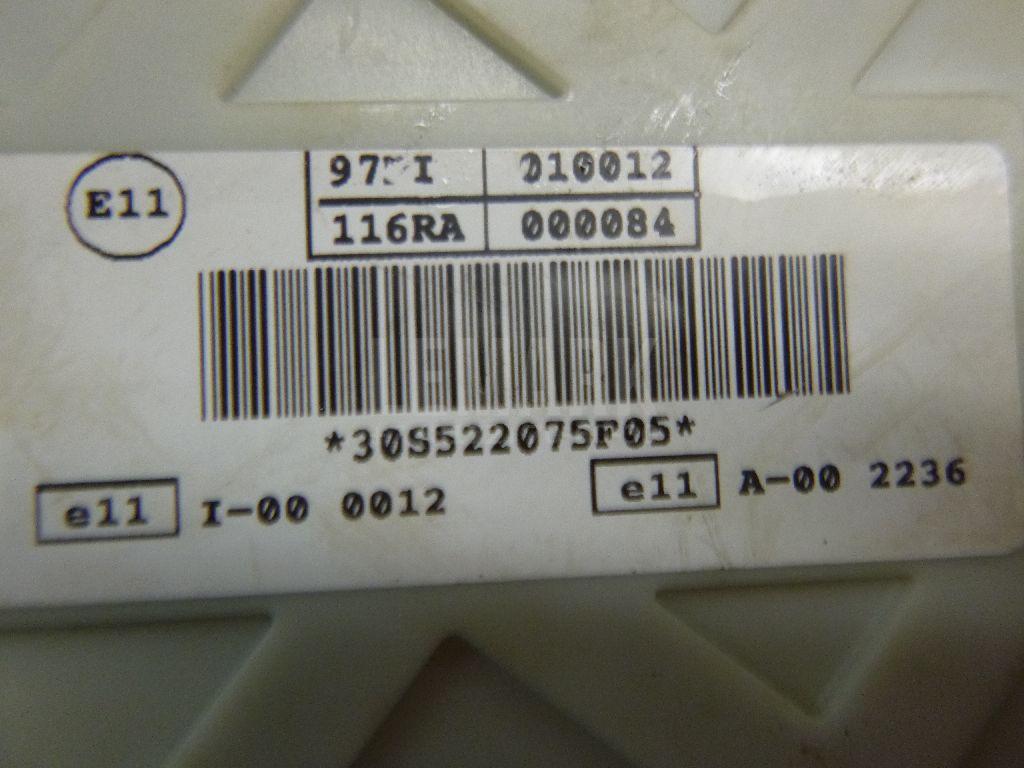 E11
010012
116RA 000084
*30S522075F05*
e11 I-00 0012
e11 A-00 2236